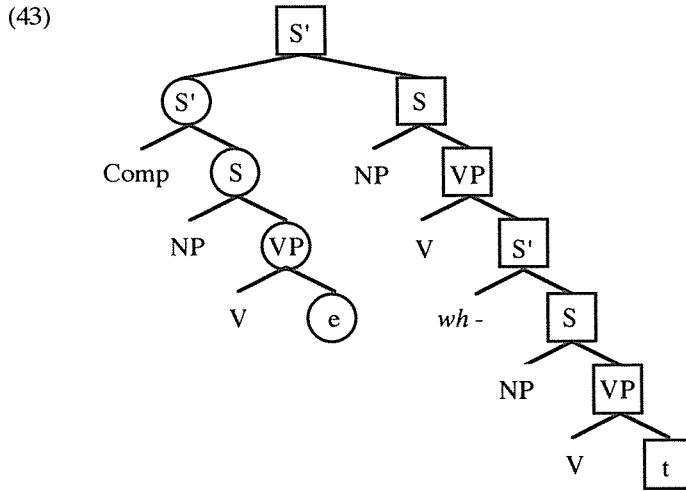 (43)
S'
S' S
Comp S NP VP
NP VP V S'
V e wh - S
NP VP
V t